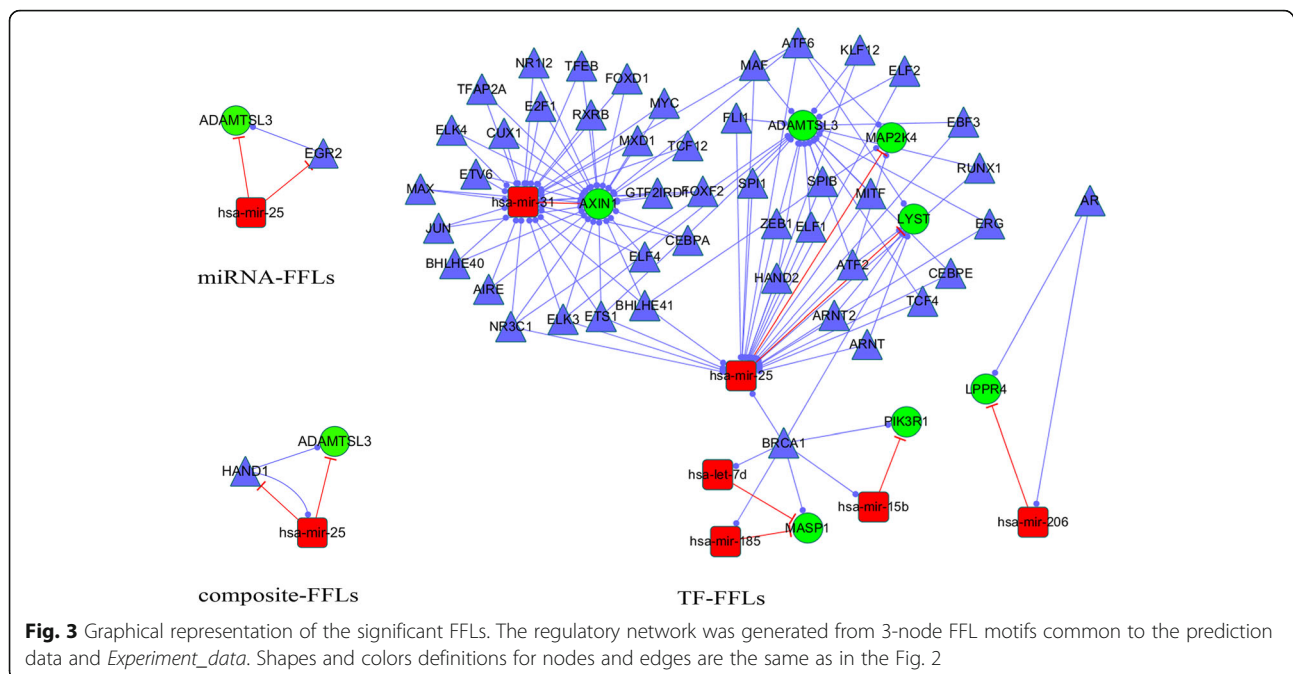 ADAMTSL3
EGR2
hsa-mir-25
miRNA-FFLs
HAND1
ADAMTSL3
hsa-mir-25
composite-FFLs
NR1I2
TFEB
FOXD1
TFAP2A
E2F1
RXRB
MYC
ELK4
CUX1
MXD1
TCF12
ETV6
MAX
hsa-mir-31
AXIN1
GTF2IRD1
FOXF2
JUN
CEBPA
BHLHE40
ELF4
AIRE
BHLHE41
NR3C1
ELK3
ETS1
ATF6
KLF12
MAF
ELF2
FLI1
ADAMTSL3
MAP2K4
EBF3
RUNX1
SPI1
SPIB
MITF
AR
ZEB1
ELF1
LYST
ERG
HAND2
ATF2
CEBPE
TCF4
ARNT2
ARNT
hsa-mir-25
LPPR4
PIK3R1
BRCA1
hsa-let-7d
hsa-mir-15b
hsa-mir-185
MASP1
hsa-mir-206
TF-FFLs
Fig. 3 Graphical representation of the significant FFLs. The regulatory network was generated from 3-node FFL motifs common to the prediction
data and Experiment_data. Shapes and colors definitions for nodes and edges are the same as in the Fig. 2